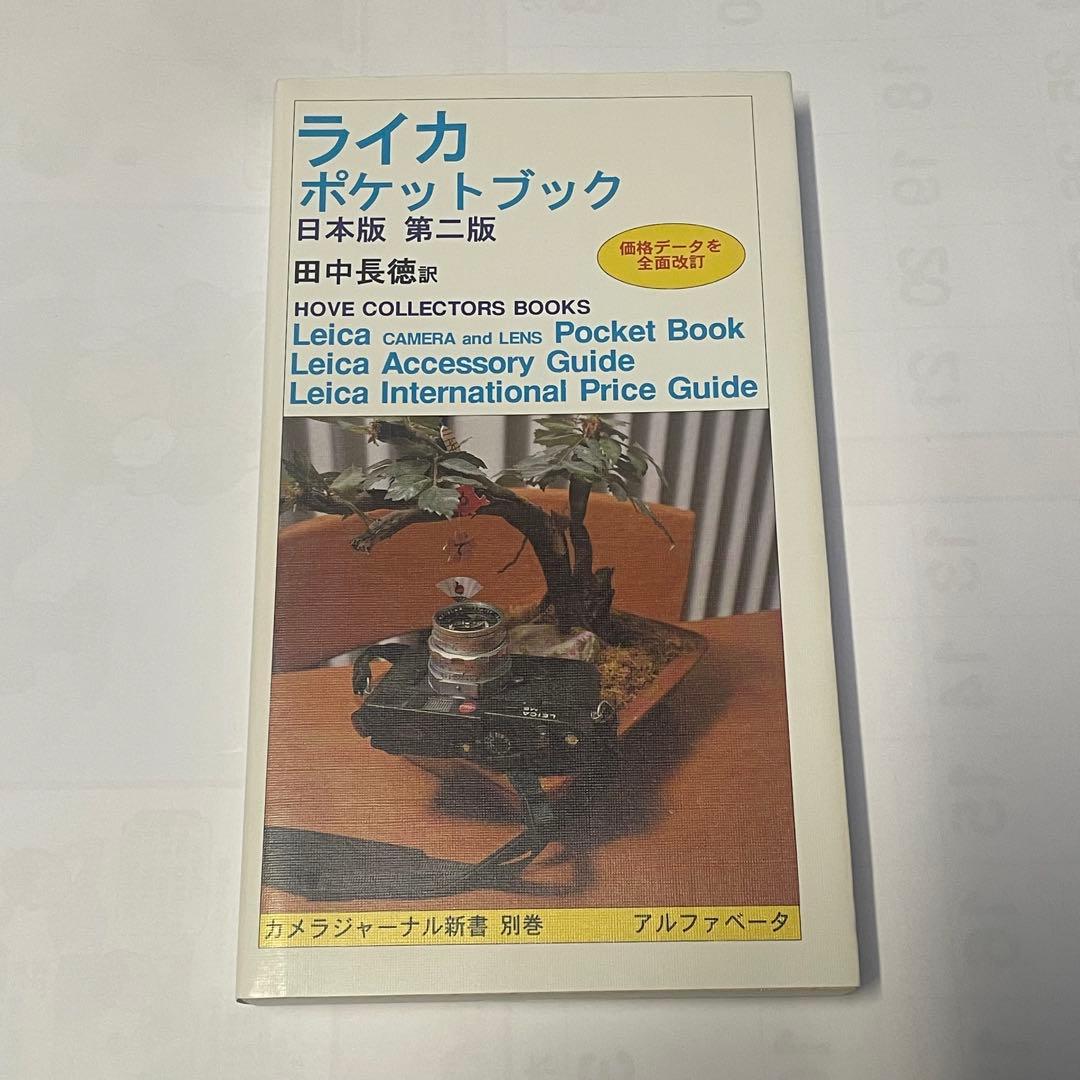 ライカ
ポケットブック
日本版 第二版
田中長徳訳
価格データを
全面改訂
HOVE COLLECTORS BOOKS
Leica CAMERA and LENS Pocket Book
Leica Accessory Guide
Leica International Price Guide
LEICA
M6
カメラジャーナル新書 別巻 アルファベータ